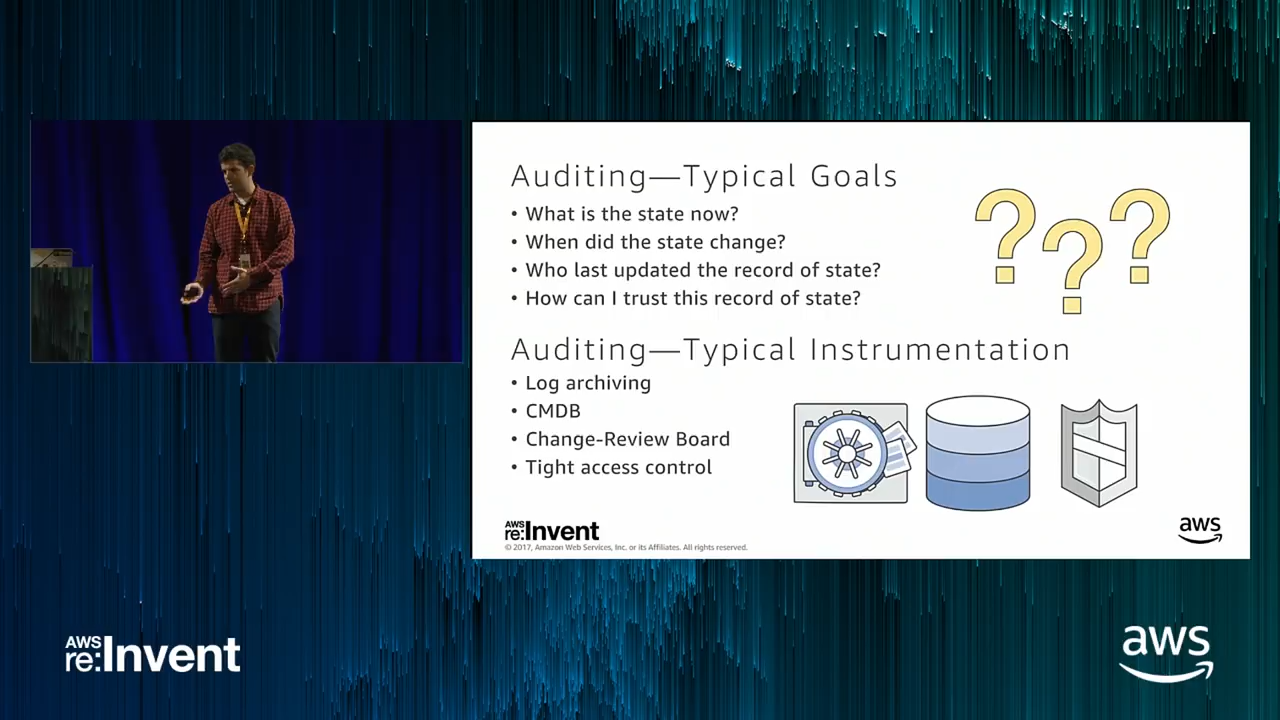 Auditing—Typical Goals
• What is the state now?
• When did the state change?
• Who last updated the record of state?
• How can I trust this record of state?
? ? ?
Auditing—Typical Instrumentation
• Log archiving
• CMDB
• Change-Review Board
• Tight access control
AWS
re:Invent
© 2017, Amazon Web Services, Inc. or its Affiliates. All rights reserved.
aws
AWS
re:Invent
aws